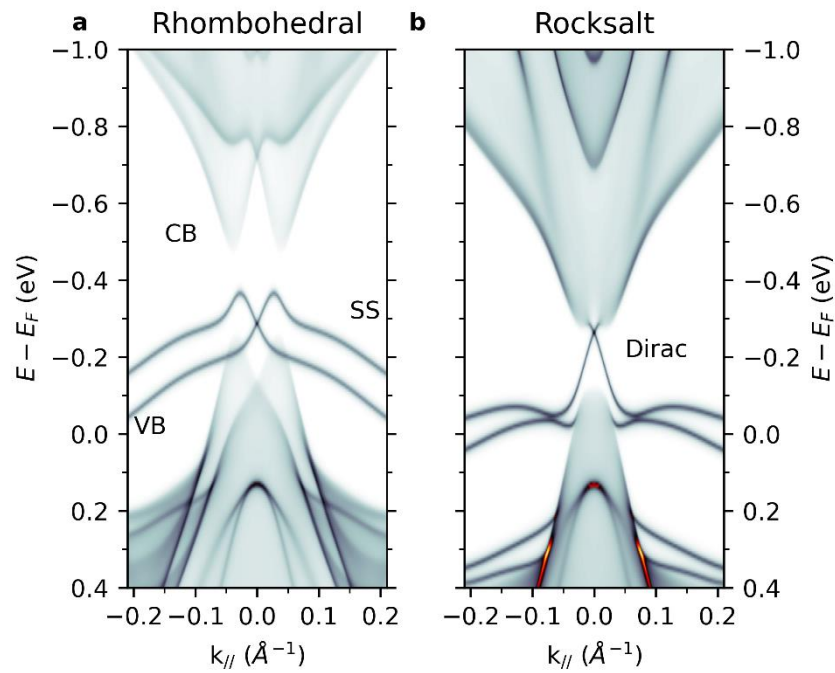 a Rhombohedral
−1.0
−0.8
−0.6
−0.4
−0.2
0.0
0.2
0.4
E − E_F (eV)
CB
SS
VB
−0.2 −0.1 0.0 0.1 0.2
k_// (Å⁻¹)
b Rocksalt
Dirac
−1.0
−0.8
−0.6
−0.4
−0.2
0.0
0.2
0.4
E − E_F (eV)
−0.2 −0.1 0.0 0.1 0.2
k_// (Å⁻¹)